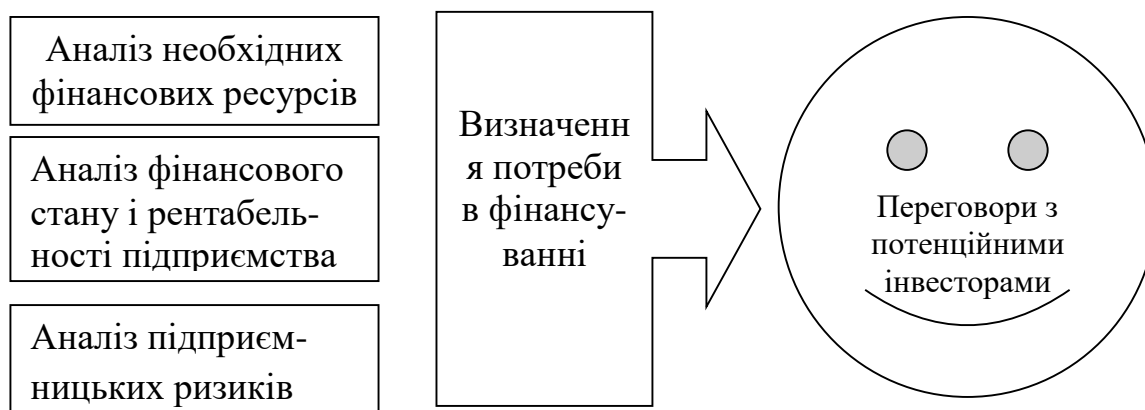 Аналіз необхідних
фінансових ресурсів
Аналіз фінансового
стану і рентабель-
ності підприємства
Аналіз підприєм-
ницьких ризиків
Визначенн
я потреби
в фінансу-
ванні
Переговори з
потенційними
інвесторами